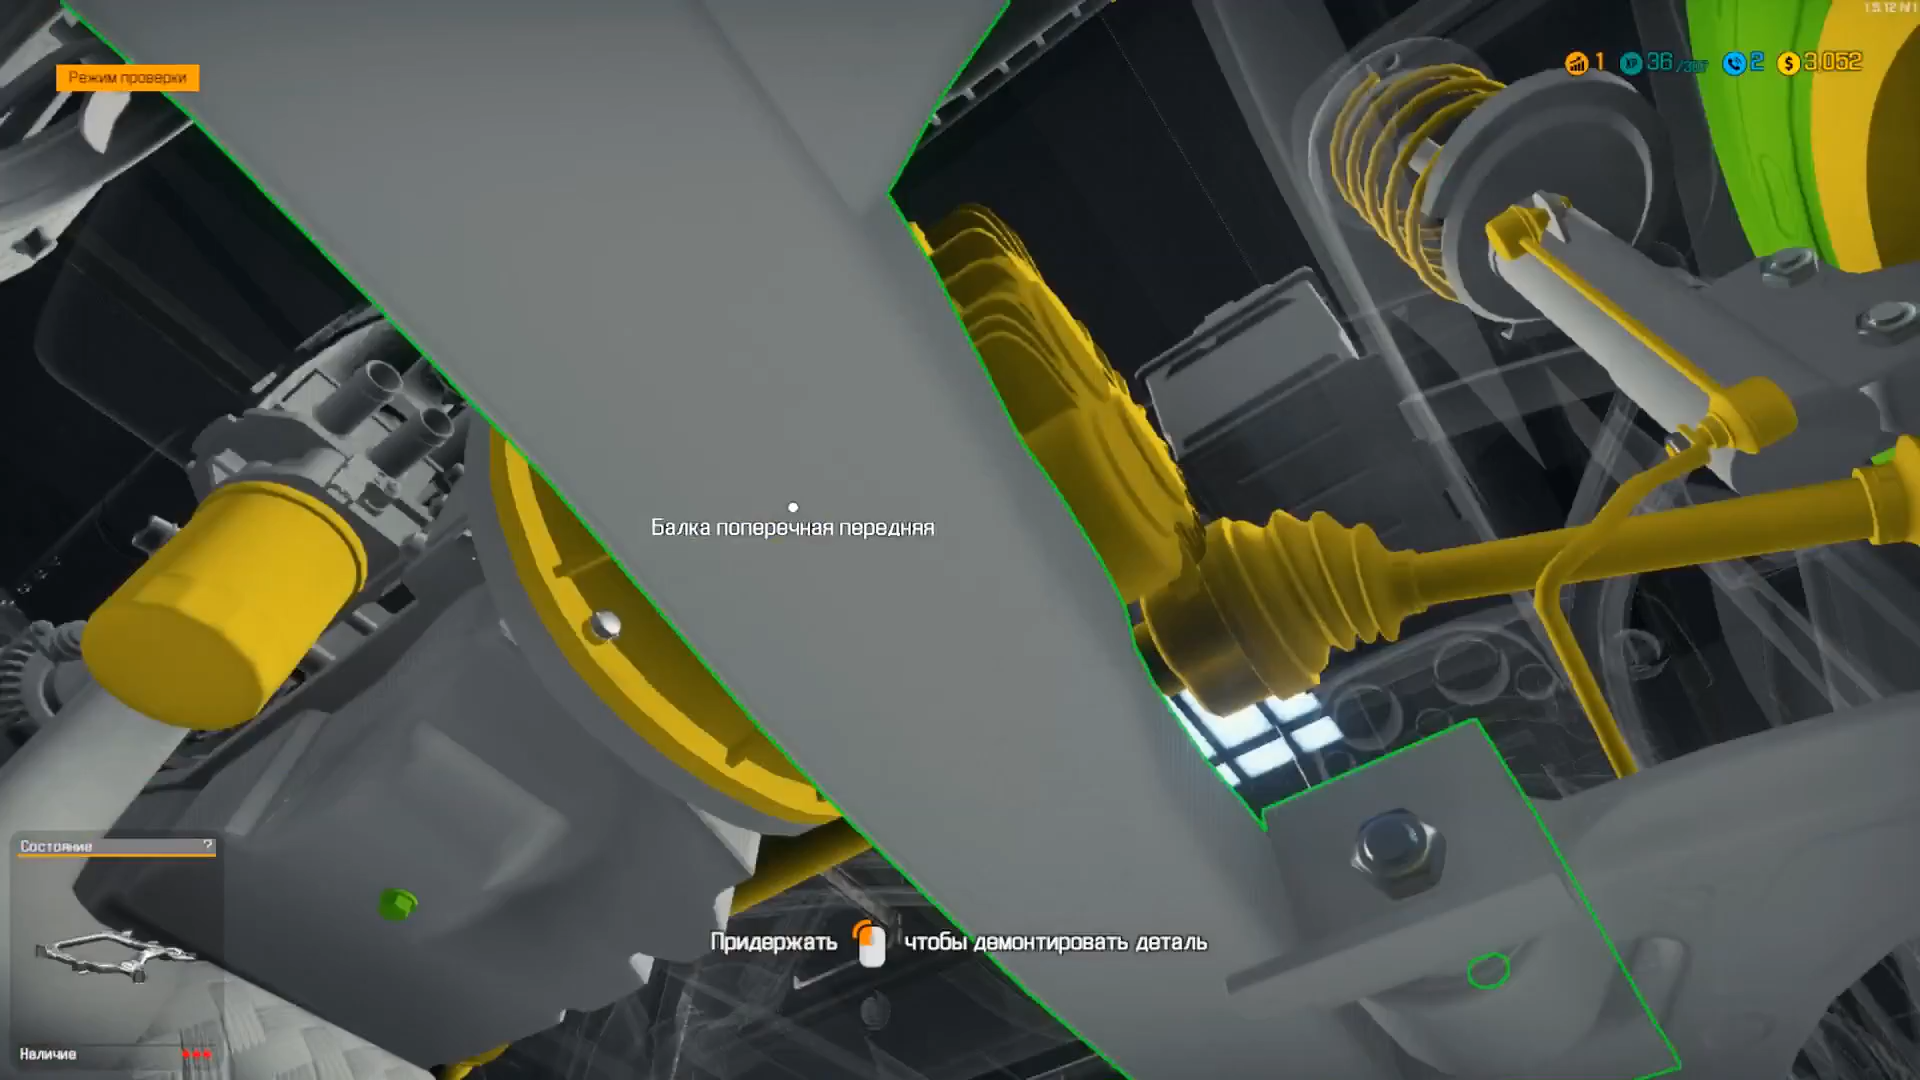 Режим проверки
1 36 2 $ 3,052
Балка поперечная передняя
Состояние ?
Придержать чтобы демонтировать деталь
Наличие